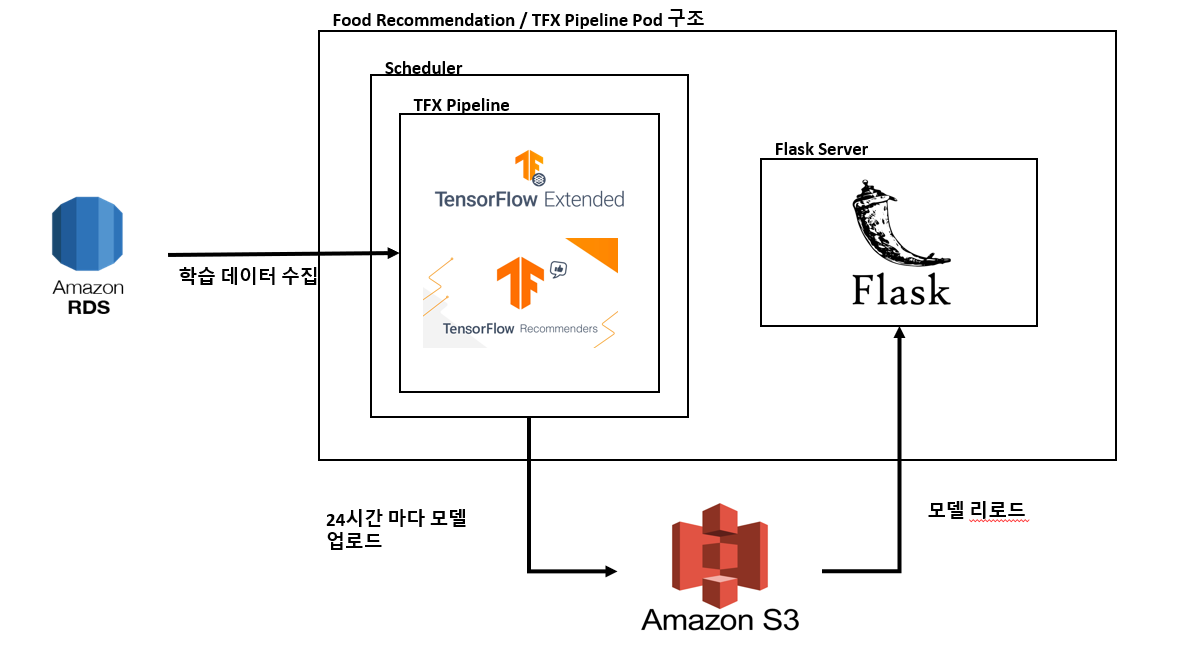 Food Recommendation / TFX Pipeline Pod 구조
Scheduler
TFX Pipeline
TensorFlow Extended
TensorFlow Recommenders
Flask Server
Flask
Amazon
RDS
학습 데이터 수집
24시간 마다 모델
업로드
Amazon S3
모델 리로드